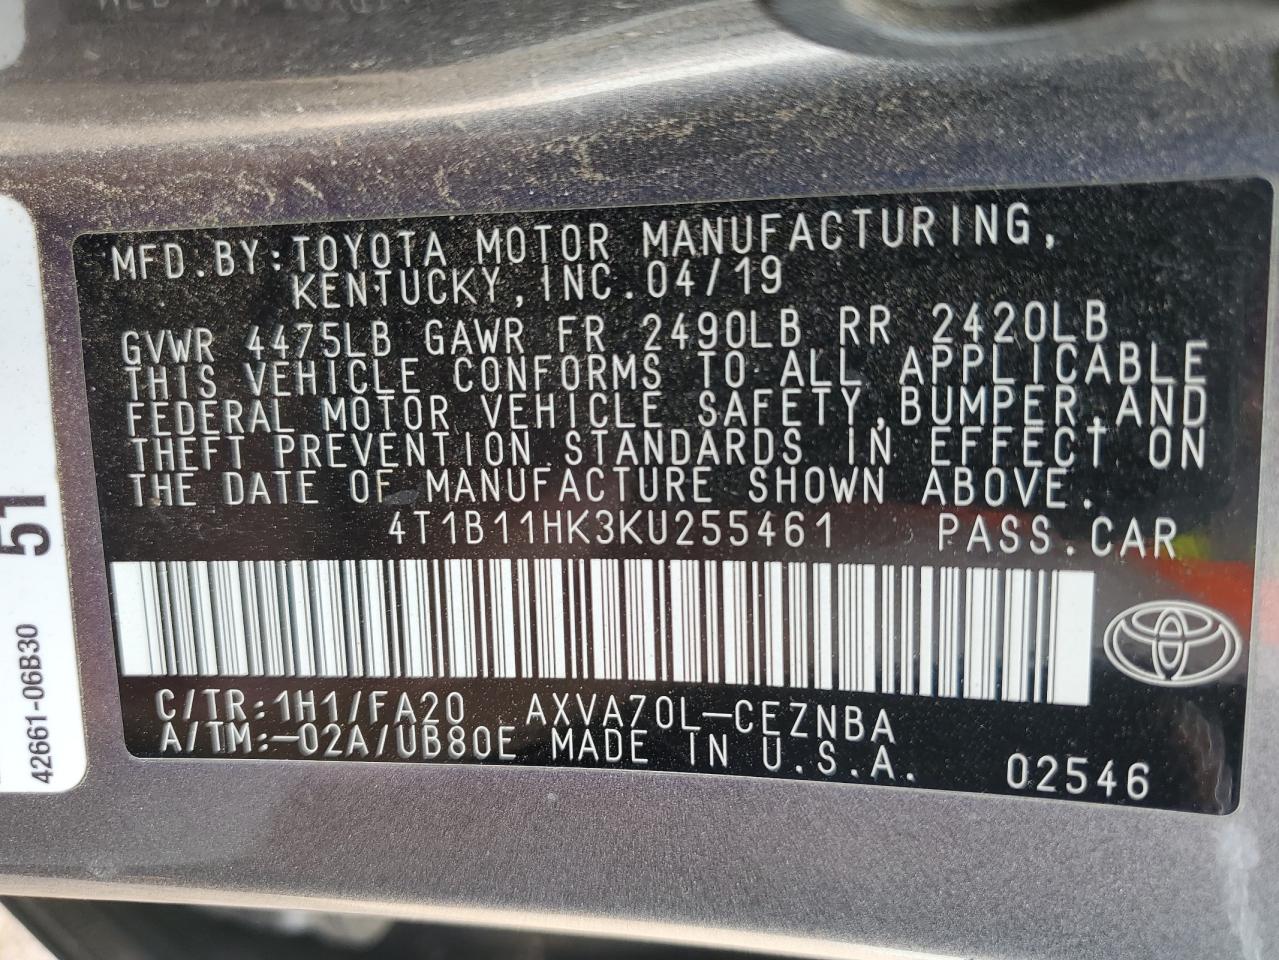 MFD.BY:TOYOTA MOTOR MANUFACTURING,
KENTUCKY,INC.04/19
GVWR 4475LB GAWR FR 2490LB RR 2420LB
THIS VEHICLE CONFORMS TO ALL APPLICABLE
FEDERAL MOTOR VEHICLE SAFETY,BUMPER,AND
THEFT PREVENTION STANDARDS IN EFFECT ON
THE DATE OF MANUFACTURE SHOWN ABOVE.
4T1B11HK3KU255461 PASS.CAR
C/TR:1H1/FA20 AXVA70L-CEZNBA
A/TM:-02A/UB80E MADE IN U.S.A. 02546
51
42661-06B30